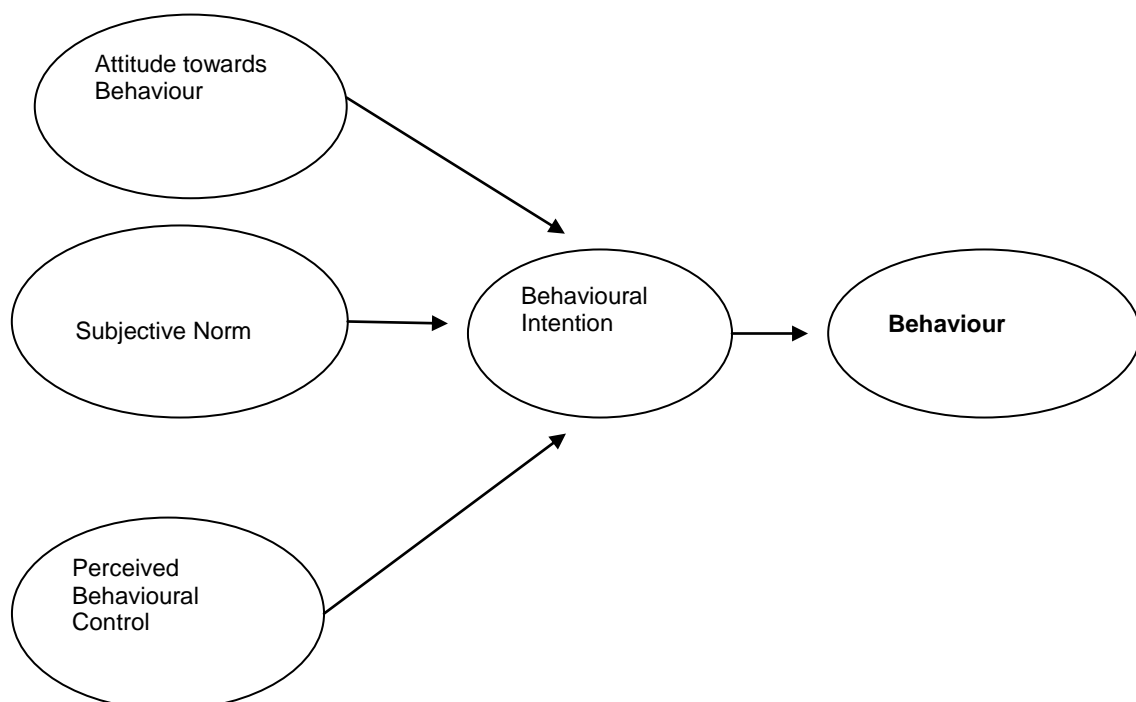 Attitude towards
Behaviour
Subjective Norm
Behavioural
Intention
Behaviour
Perceived
Behavioural
Control